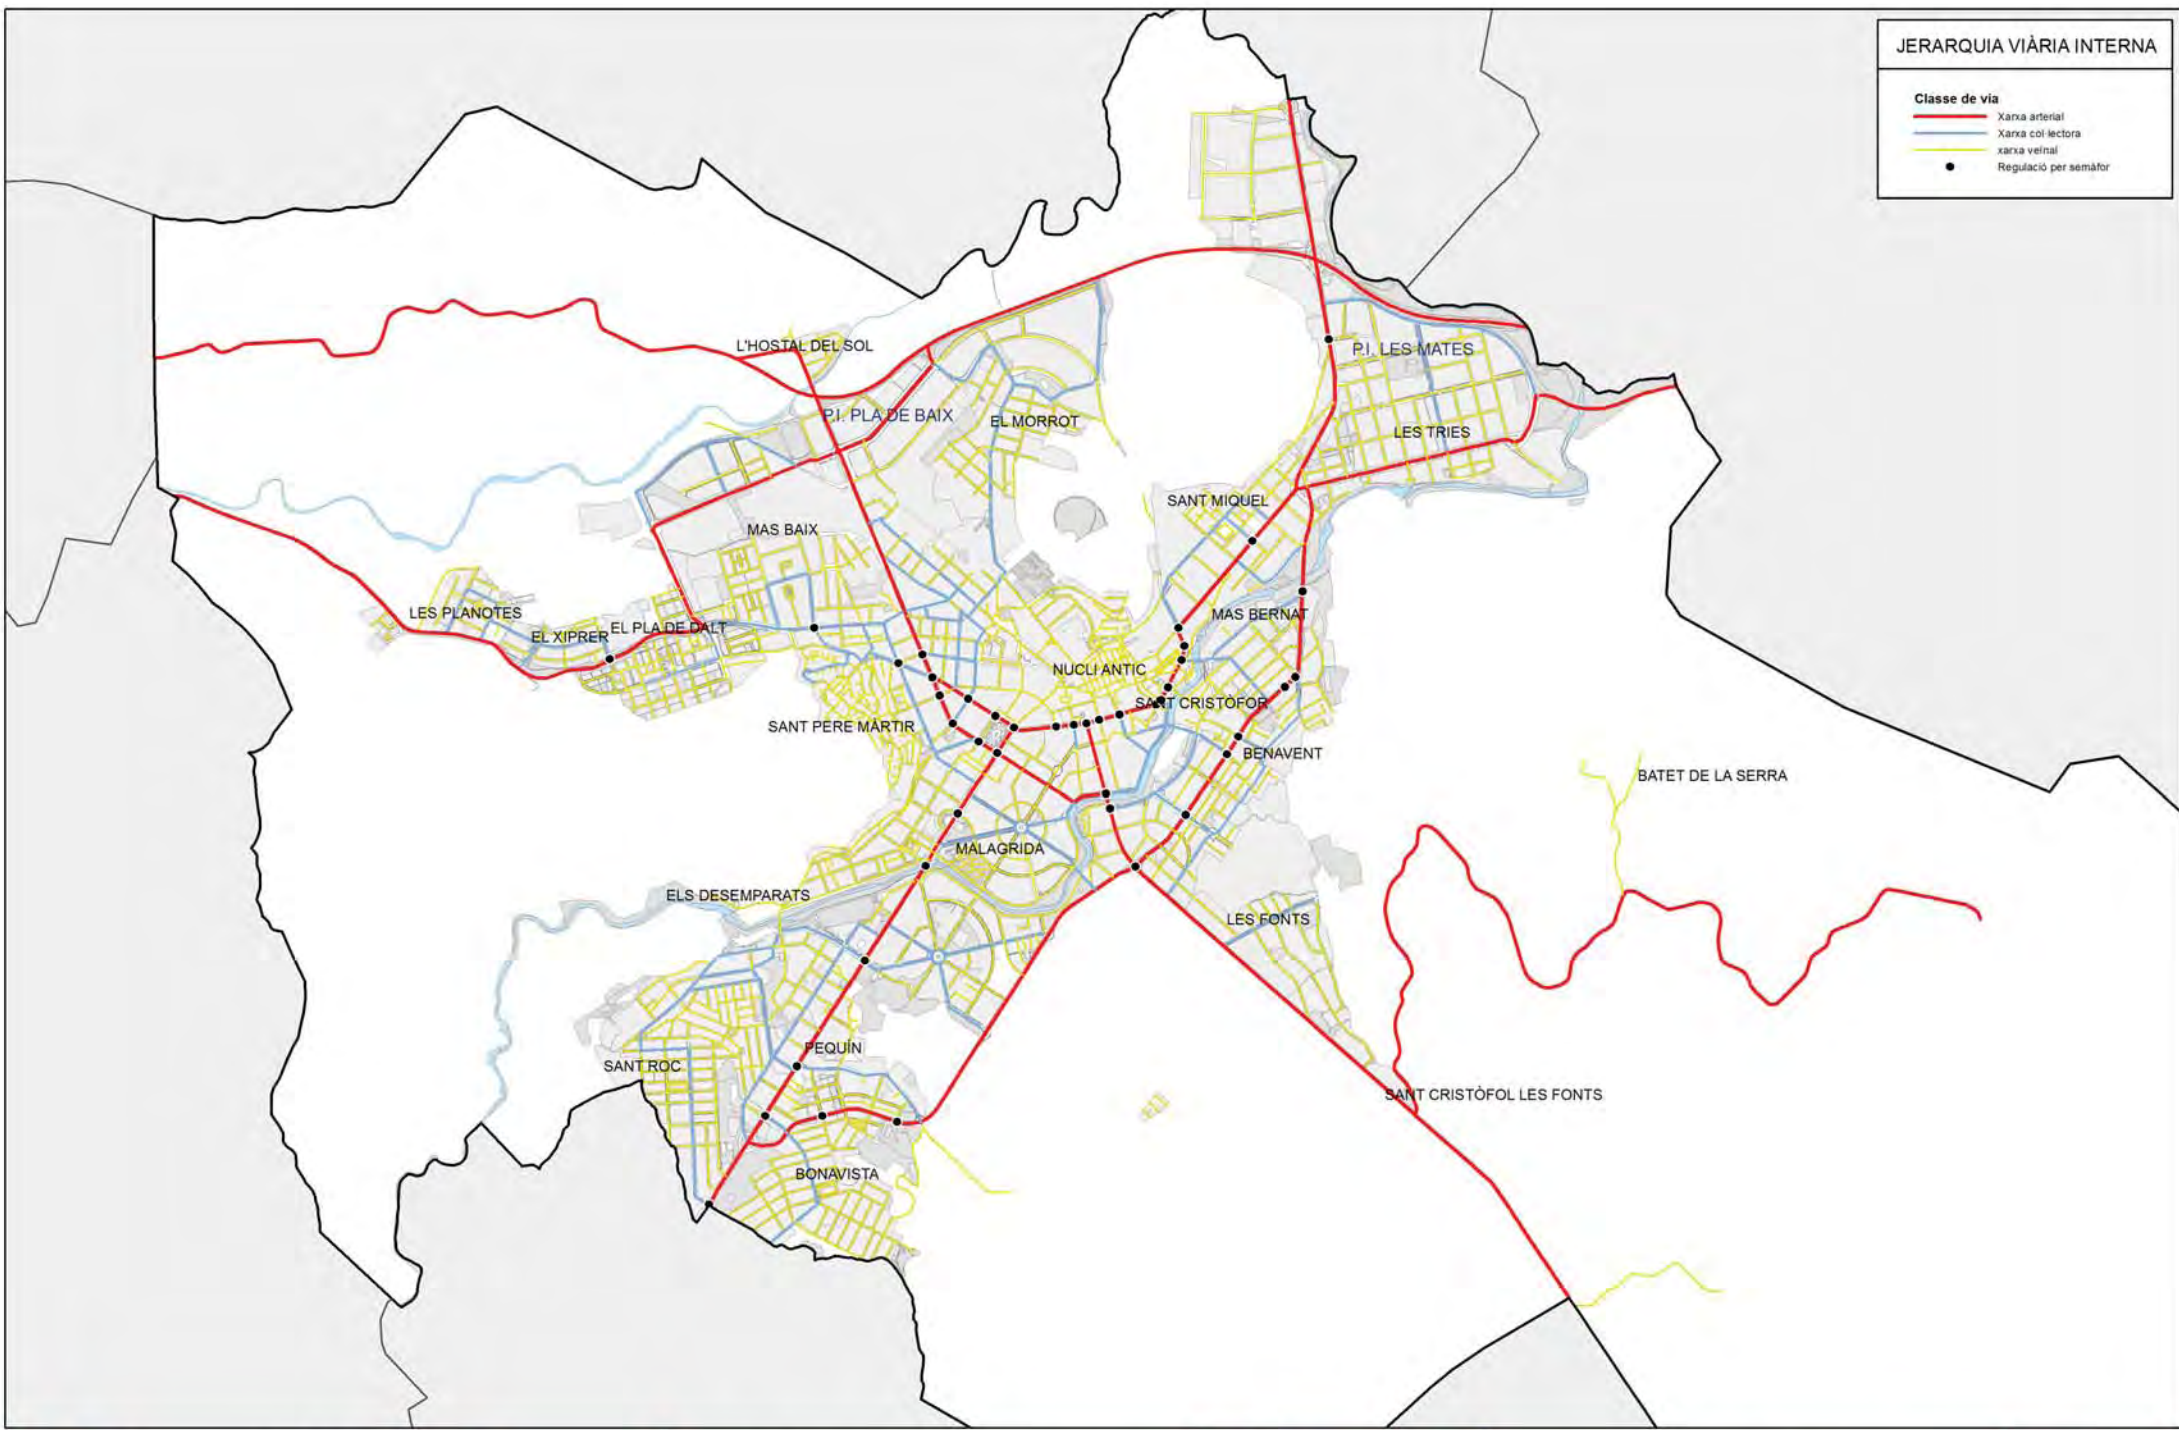 JERARQUIA VIÀRIA INTERNA
Classe de via
Xarxa arterial
Xarxa col·lectora
xarxa veïnal
Regulació per semàfor
L'HOSTAL DEL SOL
P.I. LES MATES
P.I. PLA DE BAIX
EL MORROT
LES TRIES
SANT MIQUEL
MAS BAIX
LES PLANOTES
MAS BERNAT
EL PLA DE DALT
EL XIPRER
NUCLI ANTIC
SANT CRISTÒFOR
SANT PERE MÀRTIR
BENAVENT
BATET DE LA SERRA
MALAGRIDA
ELS DESEMPARATS
LES FONTS
PEQUÍN
SANT ROC
SANT CRISTÒFOL LES FONTS
BONAVISTA